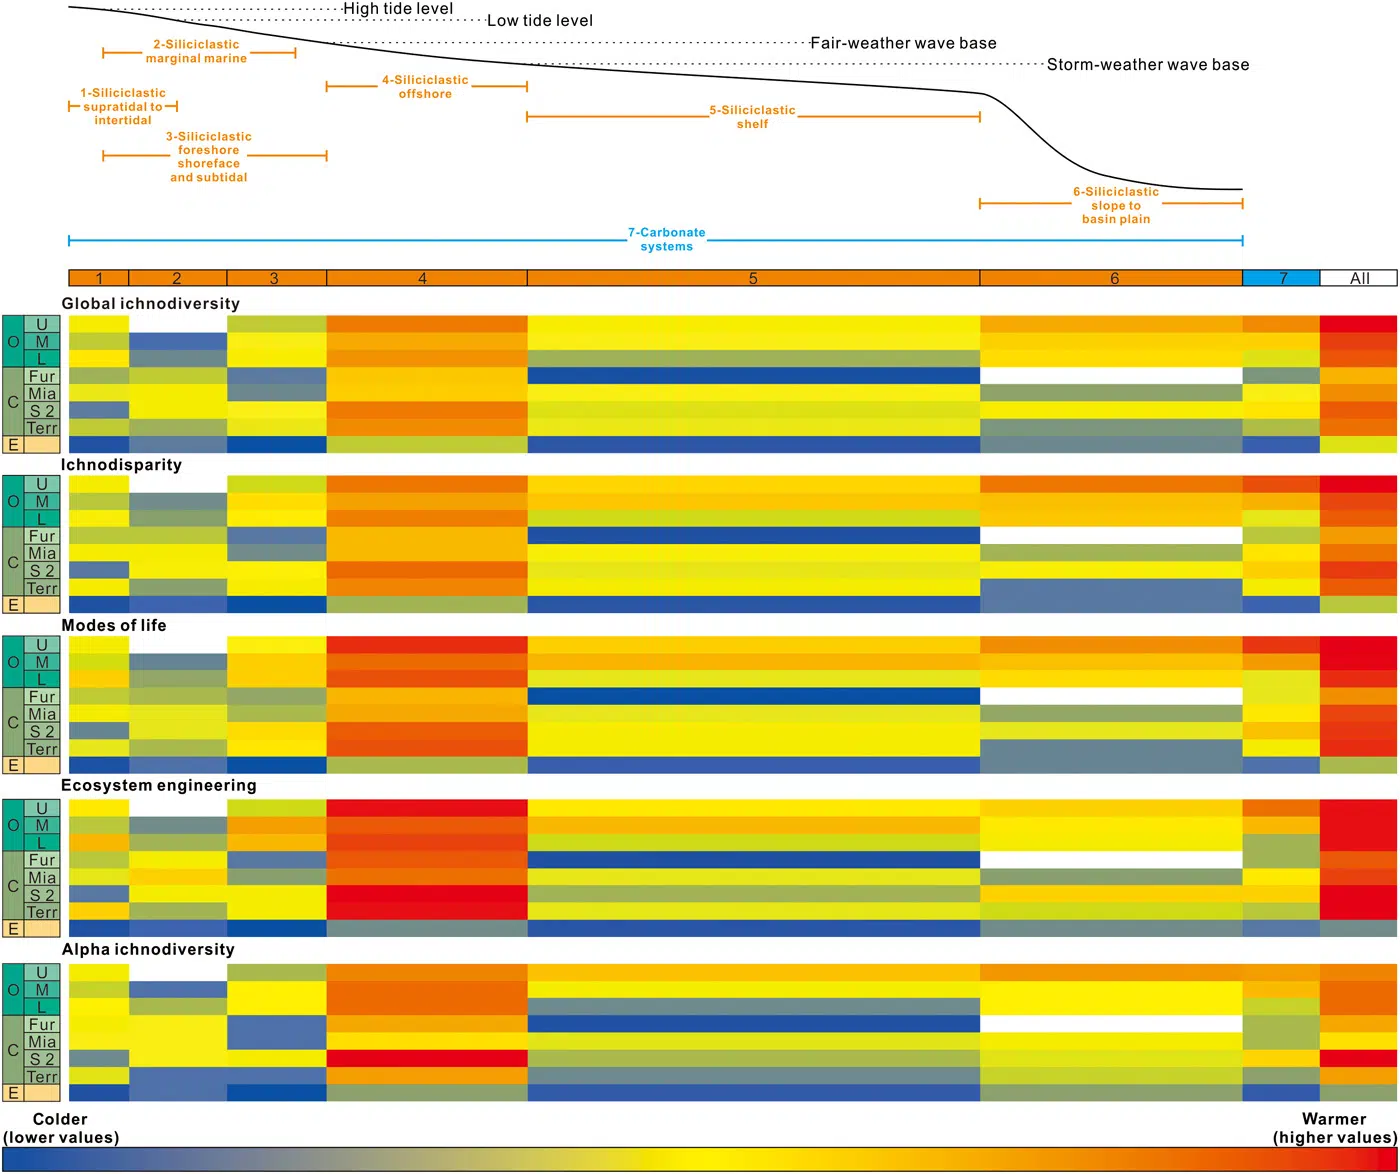 High tide level
Low tide level
Fair-weather wave base
Storm-weather wave base
2-Siliciclastic
marginal marine
4-Siliciclastic
offshore
1-Siliciclastic
supratidal to
intertidal
5-Siliciclastic
shelf
3-Siliciclastic
foreshore
shoreface
and subtidal
6-Siliciclastic
slope to
basin plain
7-Carbonate
systems
1 2 3 4 5 6 7 All
Global ichnodiversity
O U
M
L
C Fur
Mia
S 2
Terr
E
Ichnodisparity
O U
M
L
C Fur
Mia
S 2
Terr
E
Modes of life
O U
M
L
C Fur
Mia
S 2
Terr
E
Ecosystem engineering
O U
M
L
C Fur
Mia
S 2
Terr
E
Alpha ichnodiversity
O U
M
L
C Fur
Mia
S 2
Terr
E
Colder
(lower values)
Warmer
(higher values)